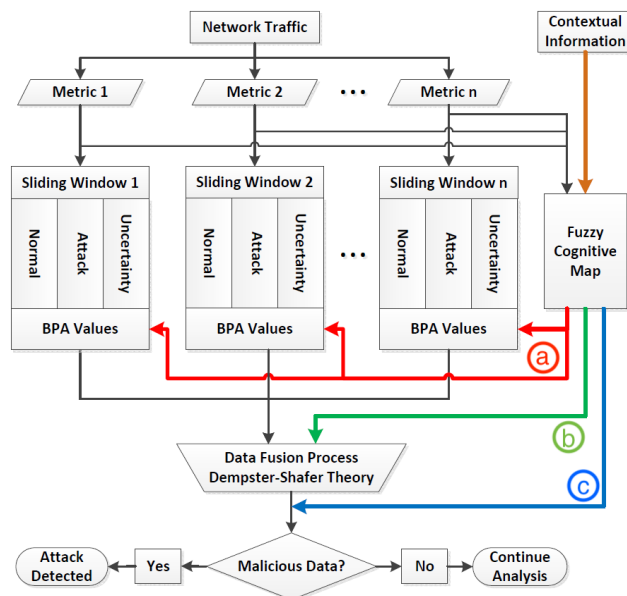 Network Traffic
Contextual
Information
Metric 1
Metric 2
•••
Metric n
Sliding Window 1
Sliding Window 2
Sliding Window n
Normal
Attack
Uncertainty
Normal
Attack
Uncertainty
•••
Normal
Attack
Uncertainty
Fuzzy
Cognitive
Map
BPA Values
BPA Values
BPA Values
a
b
Data Fusion Process
Dempster-Shafer Theory
c
Attack
Detected
Yes
Malicious Data?
No
Continue
Analysis